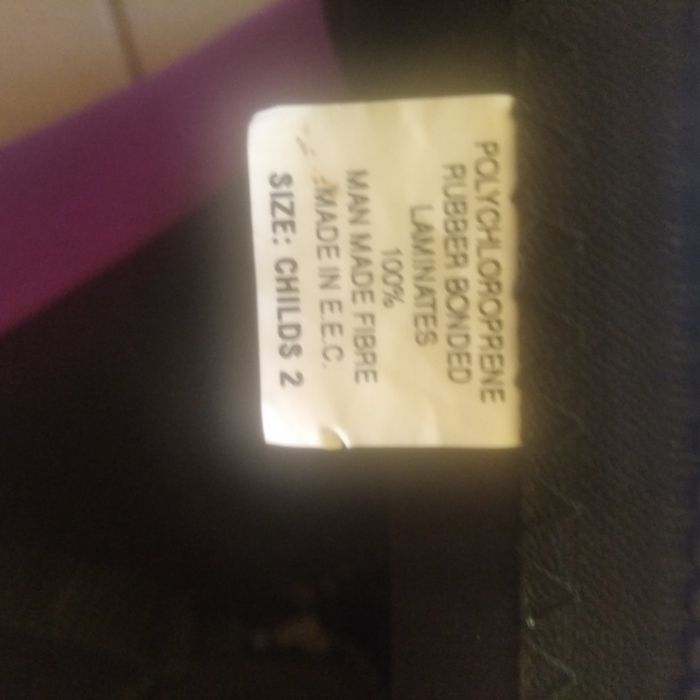 POLYCHLOROPRENE
RUBBER BONDED
LAMINATES
100%
MAN MADE FIBRE
MADE IN E.E.C.
SIZE: CHILDS 2